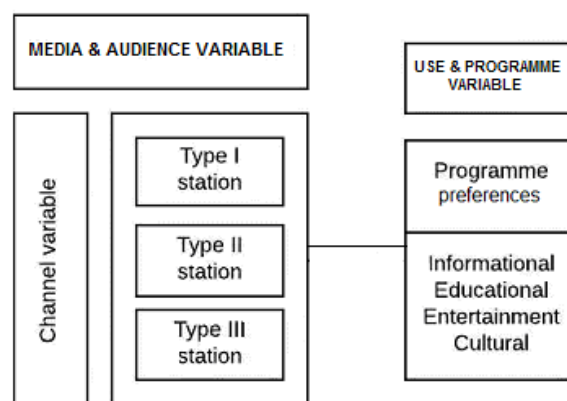 MEDIA & AUDIENCE VARIABLE
USE & PROGRAMME
VARIABLE
Channel variable
Type I
station
Type II
station
Type III
station
Programme
preferences
Informational
Educational
Entertainment
Cultural